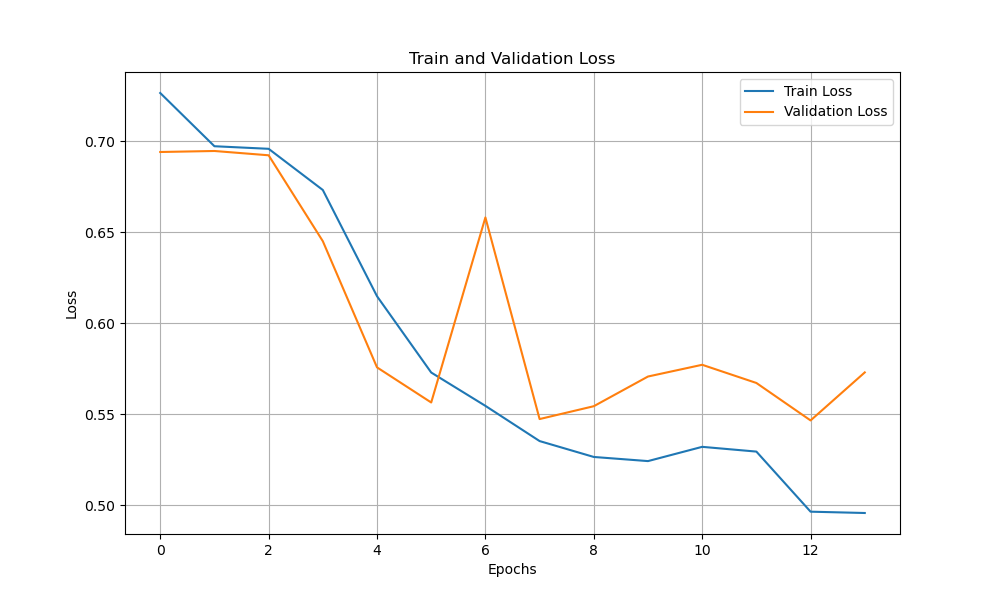 Train and Validation Loss
Train Loss
Validation Loss
0.70
0.65
0.60
0.55
0.50
Loss
0 2 4 6 8 10 12
Epochs